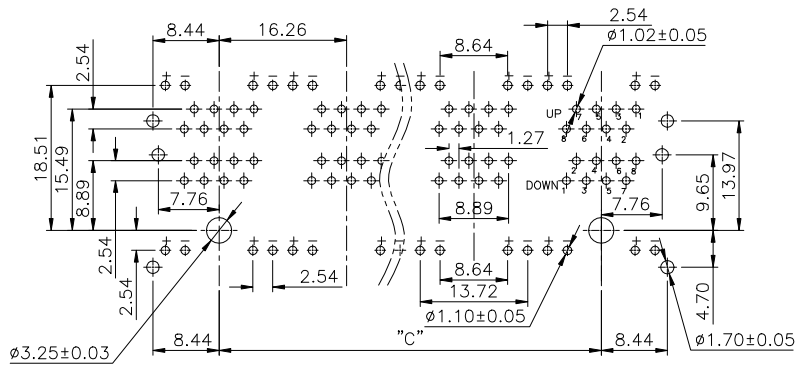 8.44
16.26
2.54
8.64
ø1.02±0.05
2.54
+ − + − + − + − + − + − + − + −
UP
7 5 3 1
8 6 4 2
1.27
18.51
15.49
8.89
2 4 6 8
DOWN
1 3 5 7
13.97
9.65
7.76
8.89
7.76
2.54
+ − + − + − + − + − + − + − + −
2.54
2.54
8.64
13.72
4.70
ø1.10±0.05
ø3.25±0.03
8.44
"C"
8.44
ø1.70±0.05